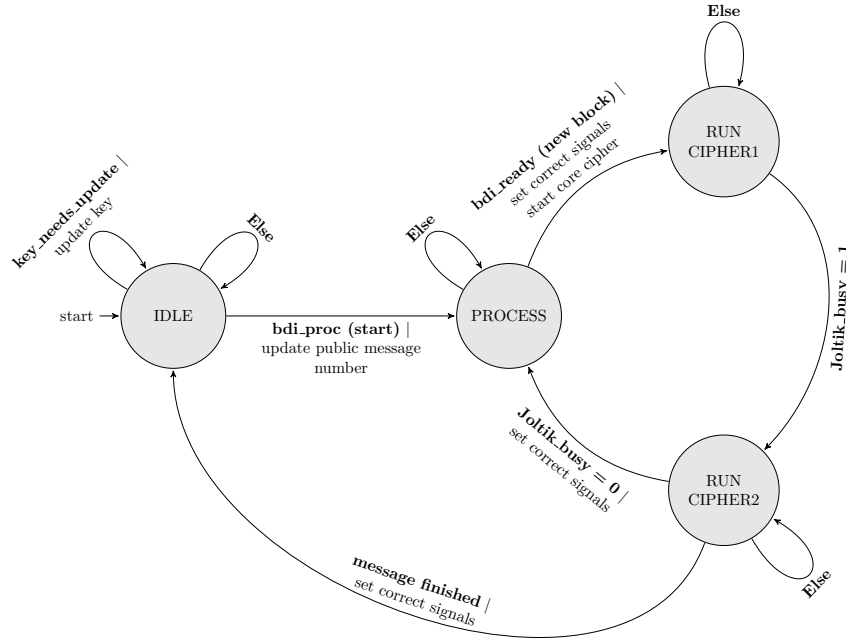 Else
bdi_ready (new block) |
set correct signals
start core cipher
RUN
CIPHER1
key_needs_update |
update key
Else
Else
start
IDLE
bdi_proc (start) |
update public message
number
PROCESS
Joltik_busy = 1
Joltik_busy = 0 |
set correct signals
RUN
CIPHER2
Else
message finished |
set correct signals